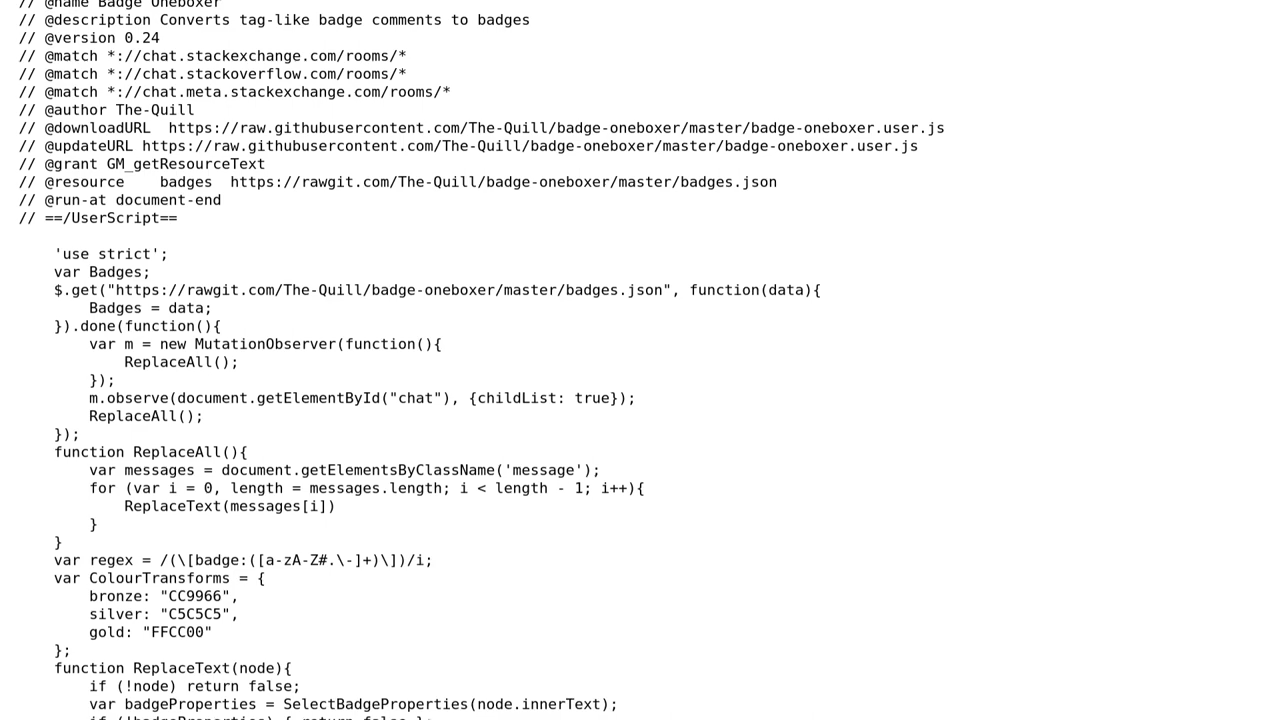 // @name Badge Oneboxer
// @description Converts tag-like badge comments to badges
// @version 0.24
// @match *://chat.stackexchange.com/rooms/*
// @match *://chat.stackoverflow.com/rooms/*
// @match *://chat.meta.stackexchange.com/rooms/*
// @author The-Quill
// @downloadURL  https://raw.githubusercontent.com/The-Quill/badge-oneboxer/master/badge-oneboxer.user.js
// @updateURL https://raw.githubusercontent.com/The-Quill/badge-oneboxer/master/badge-oneboxer.user.js
// @grant GM_getResourceText
// @resource    badges  https://rawgit.com/The-Quill/badge-oneboxer/master/badges.json
// @run-at document-end
// ==/UserScript==

    'use strict';
    var Badges;
    $.get("https://rawgit.com/The-Quill/badge-oneboxer/master/badges.json", function(data){
        Badges = data;
    }).done(function(){
        var m = new MutationObserver(function(){
            ReplaceAll();
        });
        m.observe(document.getElementById("chat"), {childList: true});
        ReplaceAll();
    });
    function ReplaceAll(){
        var messages = document.getElementsByClassName('message');
        for (var i = 0, length = messages.length; i < length - 1; i++){
            ReplaceText(messages[i])
        }
    }
    var regex = /(\[badge:([a-zA-Z#.\-]+)\])/i;
    var ColourTransforms = {
        bronze: "CC9966",
        silver: "C5C5C5",
        gold: "FFCC00"
    };
    function ReplaceText(node){
        if (!node) return false;
        var badgeProperties = SelectBadgeProperties(node.innerText);
        if (!badgeProperties) { return false };